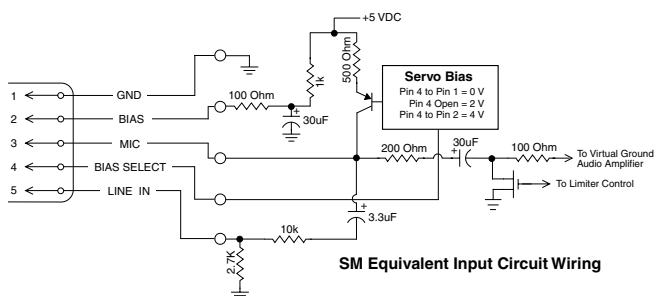 +5 VDC
500 Ohm
1k
Servo Bias
Pin 4 to Pin 1 = 0 V
Pin 4 Open = 2 V
Pin 4 to Pin 2 = 4 V
1 GND
2 BIAS
3 MIC
4 BIAS SELECT
5 LINE IN
100 Ohm
+
30uF
200 Ohm
30uF
+
100 Ohm
To Virtual Ground
Audio Amplifier
To Limiter Control
+
3.3uF
10k
2.7K
SM Equivalent Input Circuit Wiring